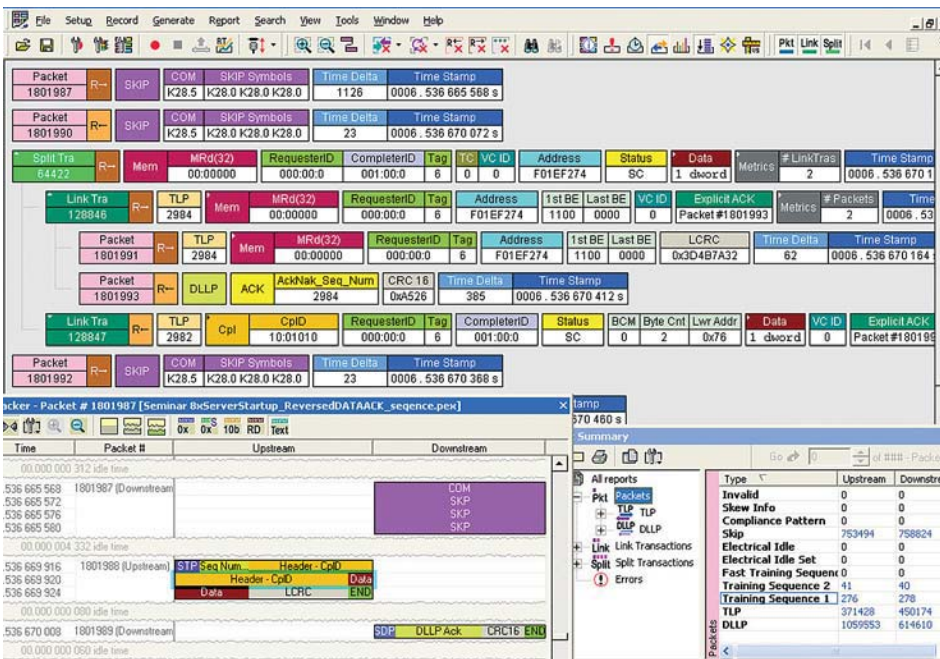 File Setup Record Generate Report Search View Tools Window Help
Pkt Link Split
Packet R→ SKIP COM SKIP Symbols Time Delta Time Stamp
1801987 K28.5 K28.0 K28.0 K28.0 1126 0006 . 536 665 568 s
Packet R← SKIP COM SKIP Symbols Time Delta Time Stamp
1801990 K28.5 K28.0 K28.0 K28.0 23 0006 . 536 670 072 s
Split Tra R→ Mem MRd(32) RequesterID CompleterID Tag TC VC ID Address Status Data Metrics # LinkTras Time Stamp
64422 00:00000 000:00:0 001:00:0 6 0 0 F01EF274 SC 1 dword 2 0006 . 536 670 1
Link Tra R→ TLP Mem MRd(32) RequesterID Tag Address 1st BE Last BE VC ID Explicit ACK Metrics # Packets Time
128846 2984 00:00000 000:00:0 6 F01EF274 1100 0000 0 Packet #1801993 2 0006 . 53
Packet R→ TLP Mem MRd(32) RequesterID Tag Address 1st BE Last BE LCRC Time Delta Time Stamp
1801991 2984 00:00000 000:00:0 6 F01EF274 1100 0000 0x3D4B7A32 62 0006 . 536 670 164
Packet R← DLLP ACK AckNak_Seq_Num CRC 16 Time Delta Time Stamp
1801993 2984 0xA526 385 0006 . 536 670 412 s
Link Tra R← TLP Cpl CplD RequesterID Tag CompleterID Status BCM Byte Cnt Lwr Addr Data VC ID Explicit ACK
128847 2982 10:01010 000:00:0 6 001:00:0 SC 0 2 0x76 1 dword 0 Packet #180199
Packet R→ SKIP COM SKIP Symbols Time Delta Time Stamp
1801992 K28.5 K28.0 K28.0 K28.0 23 0006 . 536 670 368 s
tamp
570 460 s
acker - Packet # 1801987 [Seminar 8xServerStartup_ReversedDATAACK_seqence.pex]
0x 0xS 10b RD Text
Time Packet # Upstream Downstream
00.000 000 312 idle time
.536 665 568 1801987 (Downstream COM
.536 665 572 SKP
.536 665 576 SKP
.536 665 580 SKP
00.000 004 332 idle time
.536 669 916 1801988 (Upstream) STP Seq Num... Header - CplD
.536 669 920 Header - CplD Data
.536 669 924 Data LCRC END
00.000 000 080 idle time
.536 670 008 1801989 (Downstream SDP DLLP Ack CRC16 END
00.000 000 060 idle time
Summary
Go 0 of ### - Packe
All reports
Pkt Packets
TLP TLP
DLLP DLLP
Link Link Transactions
Split Split Transactions
Errors
Packets
Type Upstream Downstre
Invalid 0 0
Skew Info 0 0
Compliance Pattern 0 0
Skip 753494 758824
Electrical Idle 0 0
Electrical Idle Set 0 0
Fast Training Sequenc 0 0
Training Sequence 2 41 40
Training Sequence 1 276 278
TLP 371428 450174
DLLP 1059553 614610